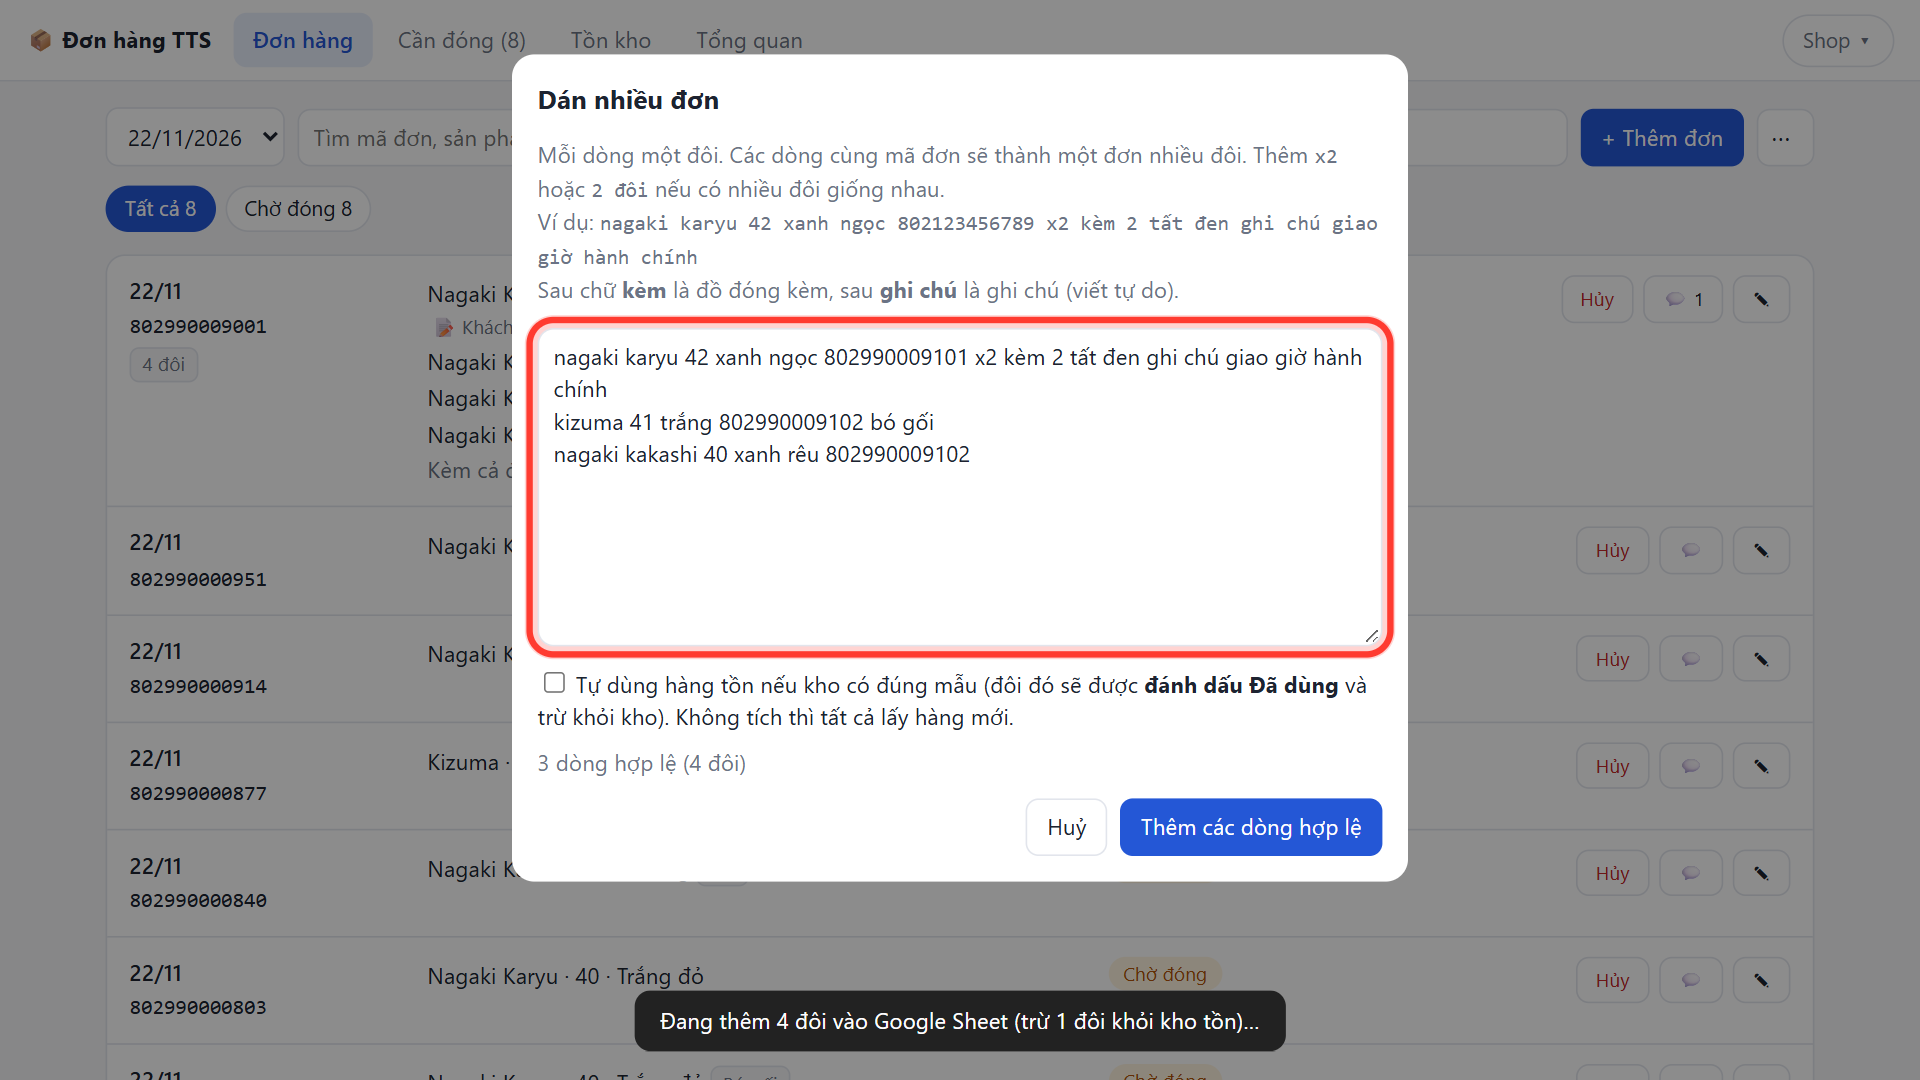 Đơn hàng TTS
Đơn hàng
Cần đóng (8)
Tồn kho
Tổng quan
Shop
22/11/2026
Tìm mã đơn, sản
+ Thêm đơn
...
Tất cả 8
Chờ đóng 8
Dán nhiều đơn
Mỗi dòng một đôi. Các dòng cùng mã đơn sẽ thành một đơn nhiều đôi. Thêm x2
hoặc 2 đôi nếu có nhiều đôi giống nhau.
Ví dụ: nagaki karyu 42 xanh ngọc 802123456789 x2 kèm 2 tất đen ghi chú giao
giờ hành chính
Sau chữ kèm là đồ đóng kèm, sau ghi chú là ghi chú (viết tự do).
nagaki karyu 42 xanh ngọc 802990009101 x2 kèm 2 tất đen ghi chú giao giờ hành
chính
kizuma 41 trắng 802990009102 bó gối
nagaki kakashi 40 xanh rêu 802990009102
Tự dùng hàng tồn nếu kho có đúng mẫu (đôi đó sẽ được đánh dấu Đã dùng và
trừ khỏi kho). Không tích thì tất cả lấy hàng mới.
3 dòng hợp lệ (4 đôi)
Huỷ
Thêm các dòng hợp lệ
22/11
802990009001
4 đôi
Nagaki
Khách
Nagaki
Nagaki
Nagaki
Kèm cả
Hủy
1
22/11
802990000951
Nagaki
Hủy
22/11
802990000914
Nagaki
Hủy
22/11
802990000877
Kizuma ·
Hủy
22/11
802990000840
Nagaki
Hủy
22/11
802990000803
Nagaki Karyu · 40 · Trắng đỏ
Chờ đóng
Hủy
Đang thêm 4 đôi vào Google Sheet (trừ 1 đôi khỏi kho tồn)...